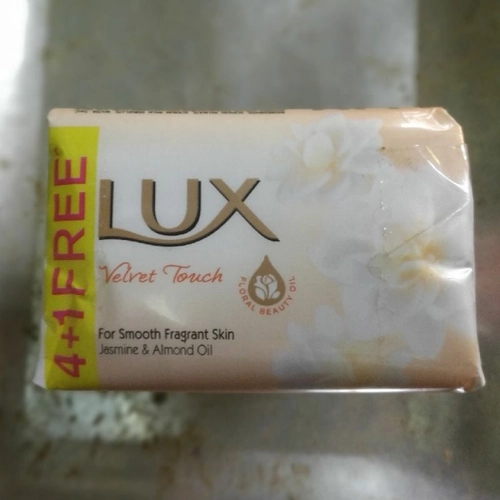 4+1 FREE
LUX
Velvet Touch
FLORAL BEAUTY OIL
For Smooth Fragrant Skin
Jasmine & Almond Oil